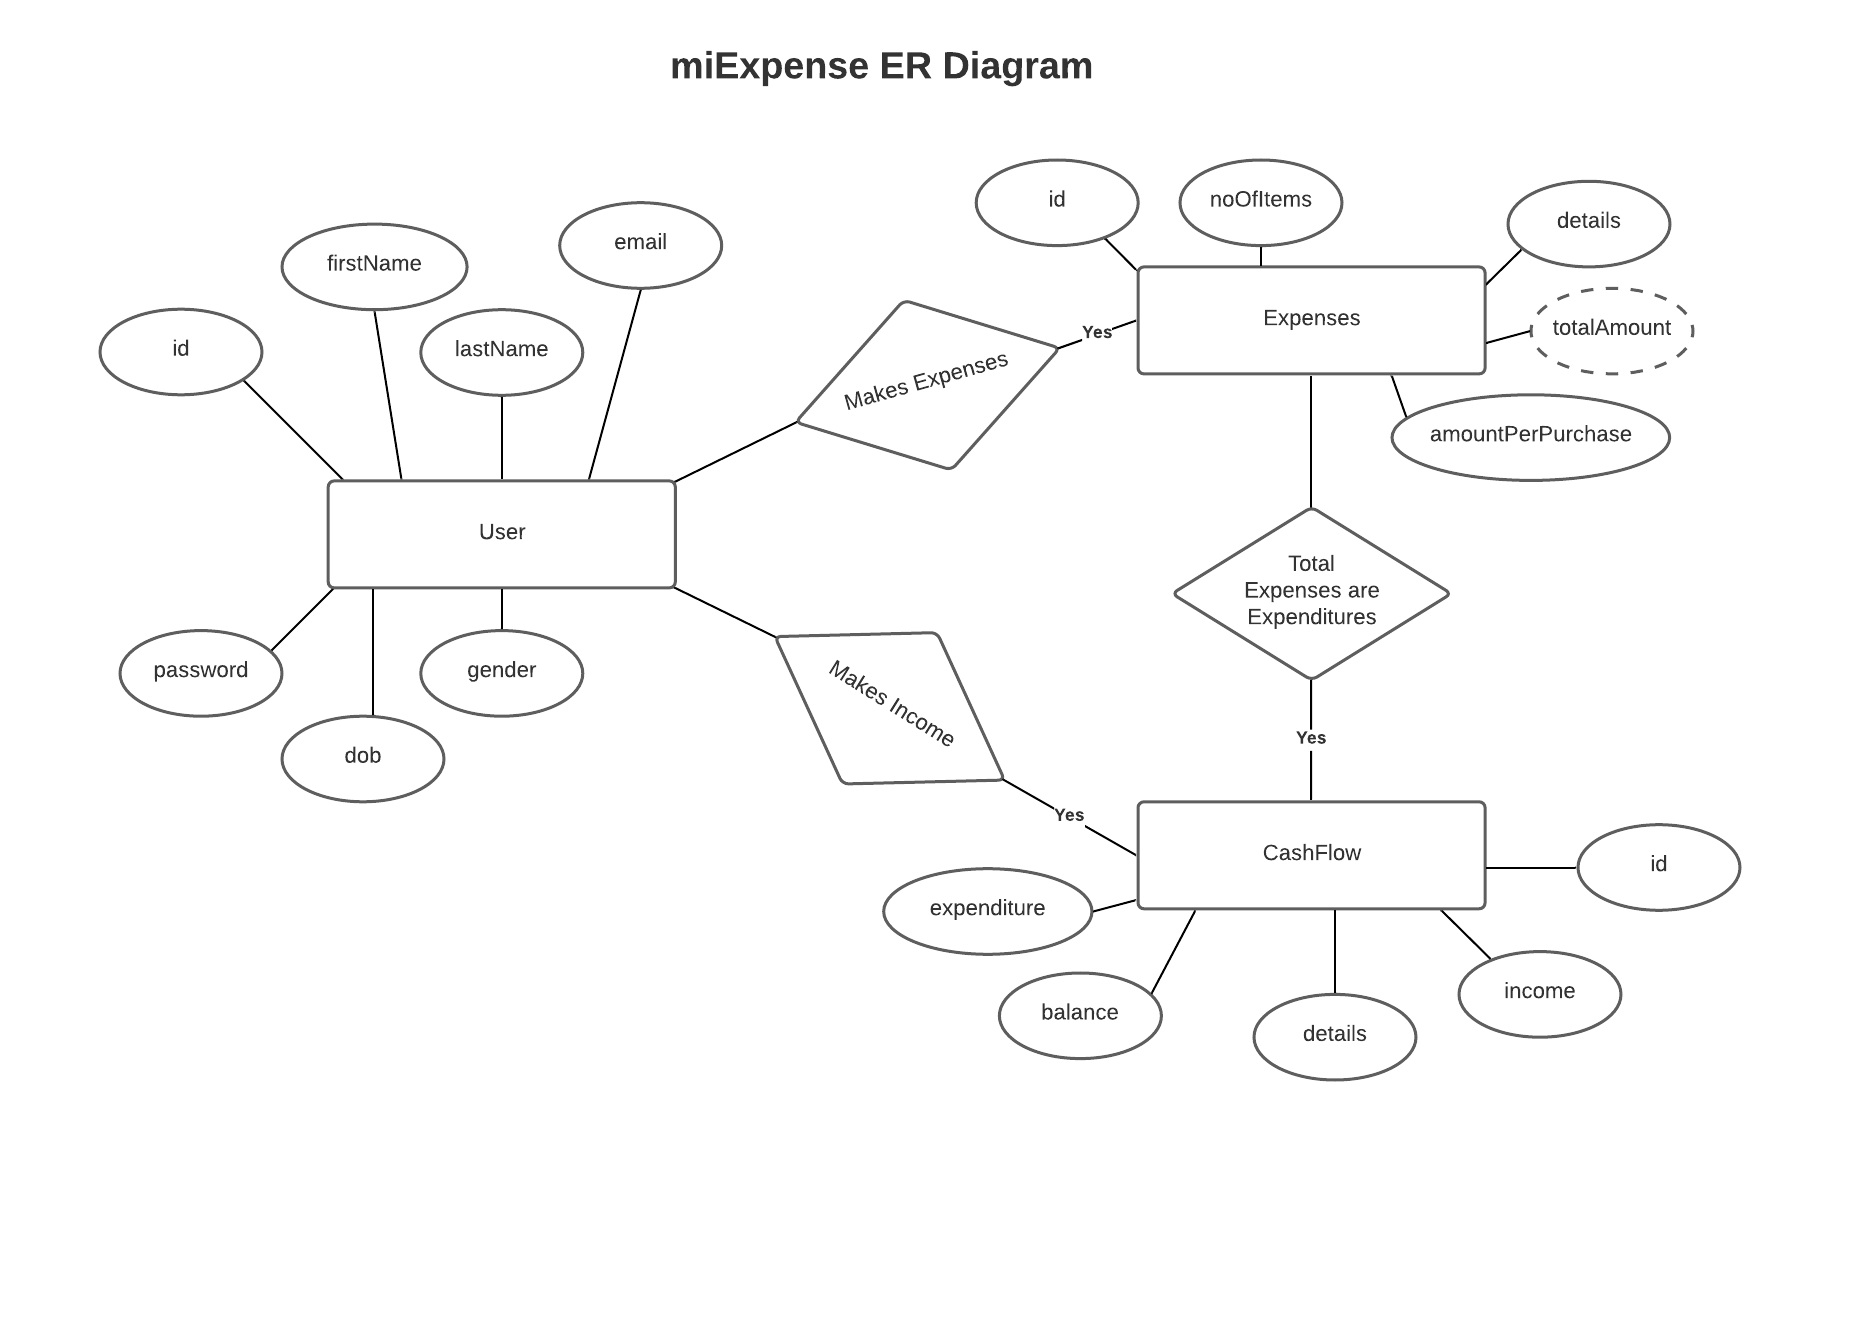 miExpense ER Diagram
id
firstName
lastName
email
User
password
dob
gender
Makes Expenses
Yes
id
noOfItems
details
Expenses
totalAmount
amountPerPurchase
Total
Expenses are
Expenditures
Yes
Makes Income
Yes
CashFlow
id
expenditure
balance
details
income